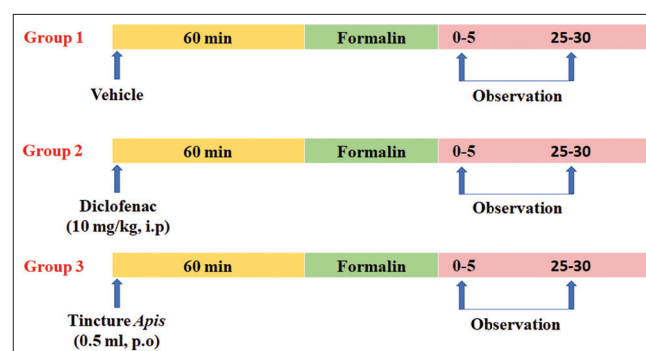 Group 1 60 min Formalin 0-5 25-30
Vehicle Observation
Group 2 60 min Formalin 0-5 25-30
Diclofenac
(10 mg/kg, i.p) Observation
Group 3 60 min Formalin 0-5 25-30
Tincture Apis
(0.5 ml, p.o) Observation